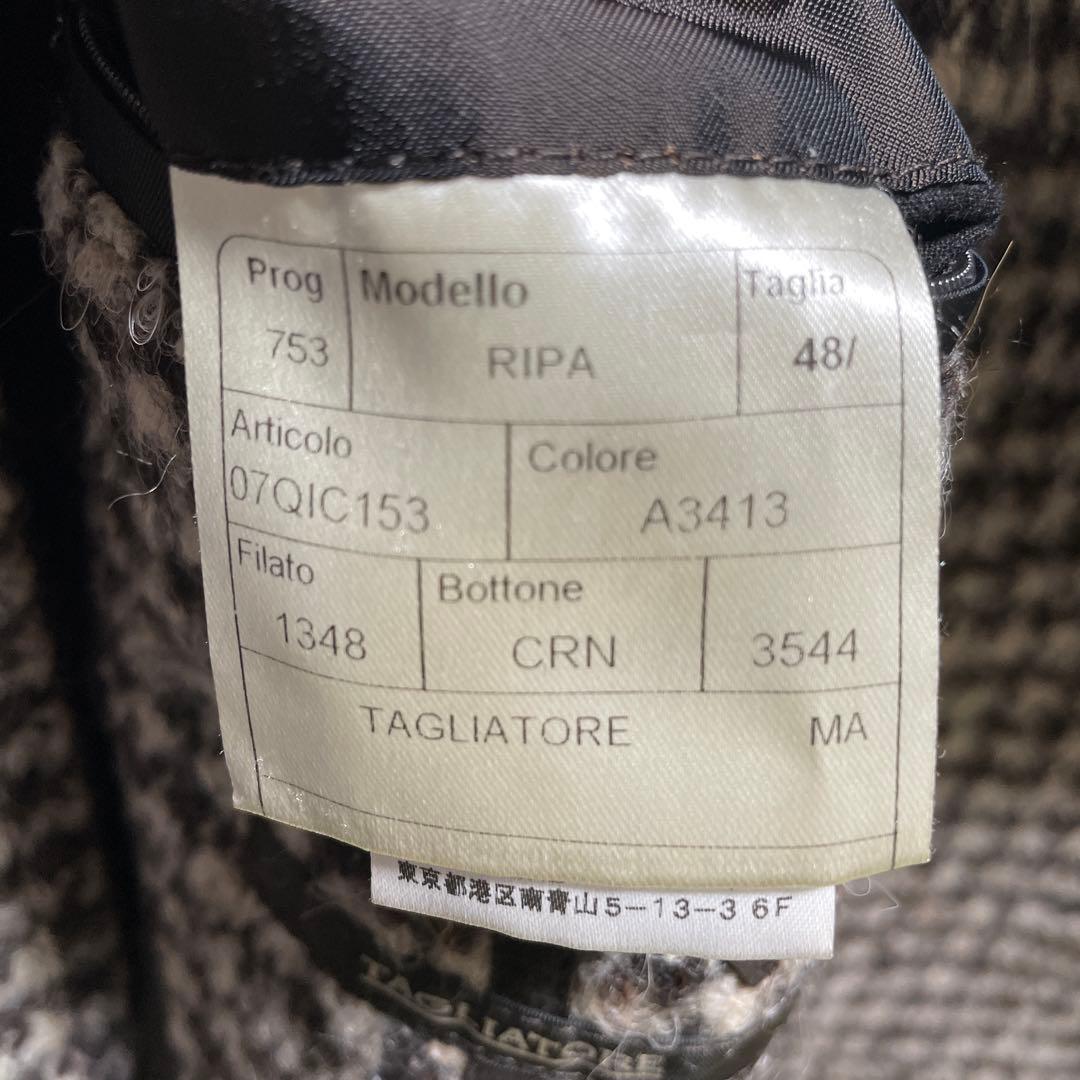 Prog Modello Taglia
753 RIPA 48/
Articolo Colore
07QIC153 A3413
Filato Bottone
1348 CRN 3544
TAGLIATORE MA
東京都港区南青山5-13-3 6F
TAGLIATORE